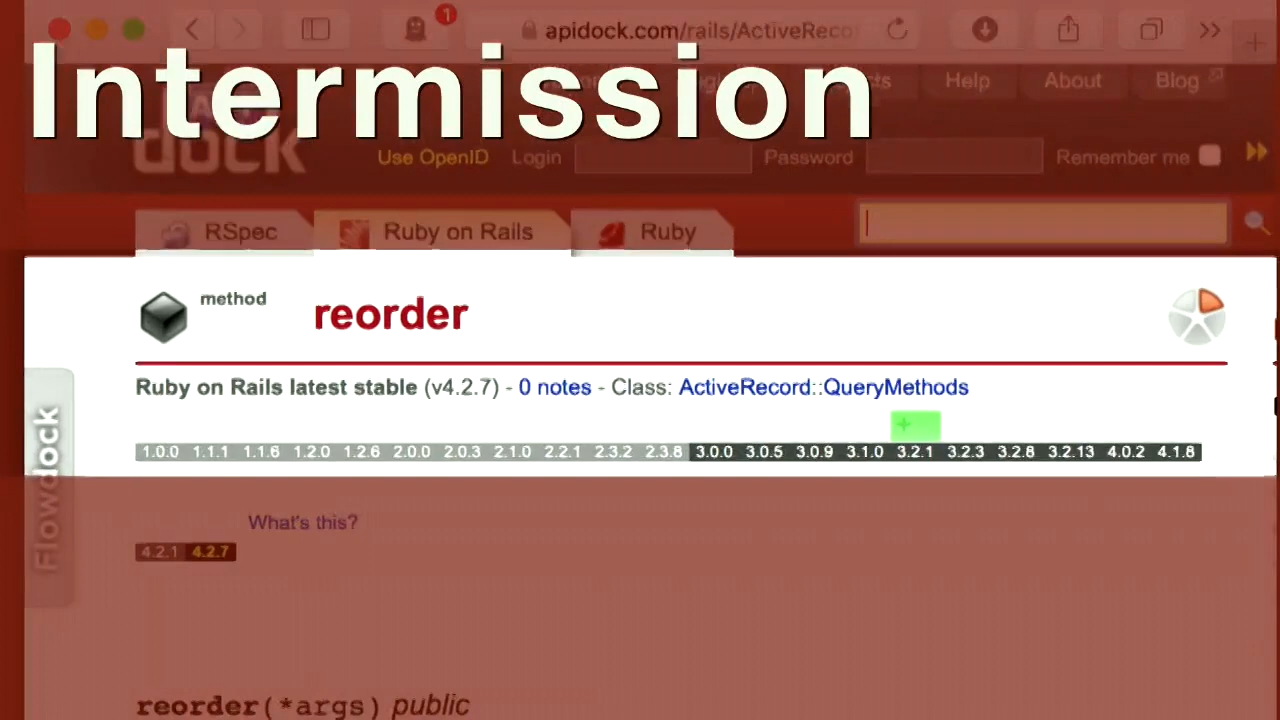 1
apidock.com/rails/ActiveReco
Intermission
Help About Blog
dock
Use OpenID Login Password Remember me
RSpec Ruby on Rails Ruby
method
reorder
Ruby on Rails latest stable (v4.2.7) - 0 notes - Class: ActiveRecord::QueryMethods
+
1.0.0 1.1.1 1.1.6 1.2.0 1.2.6 2.0.0 2.0.3 2.1.0 2.2.1 2.3.2 2.3.8 3.0.0 3.0.5 3.0.9 3.1.0 3.2.1 3.2.3 3.2.8 3.2.13 4.0.2 4.1.8
Flowdock
What's this?
4.2.1 4.2.7
reorder(*args) public